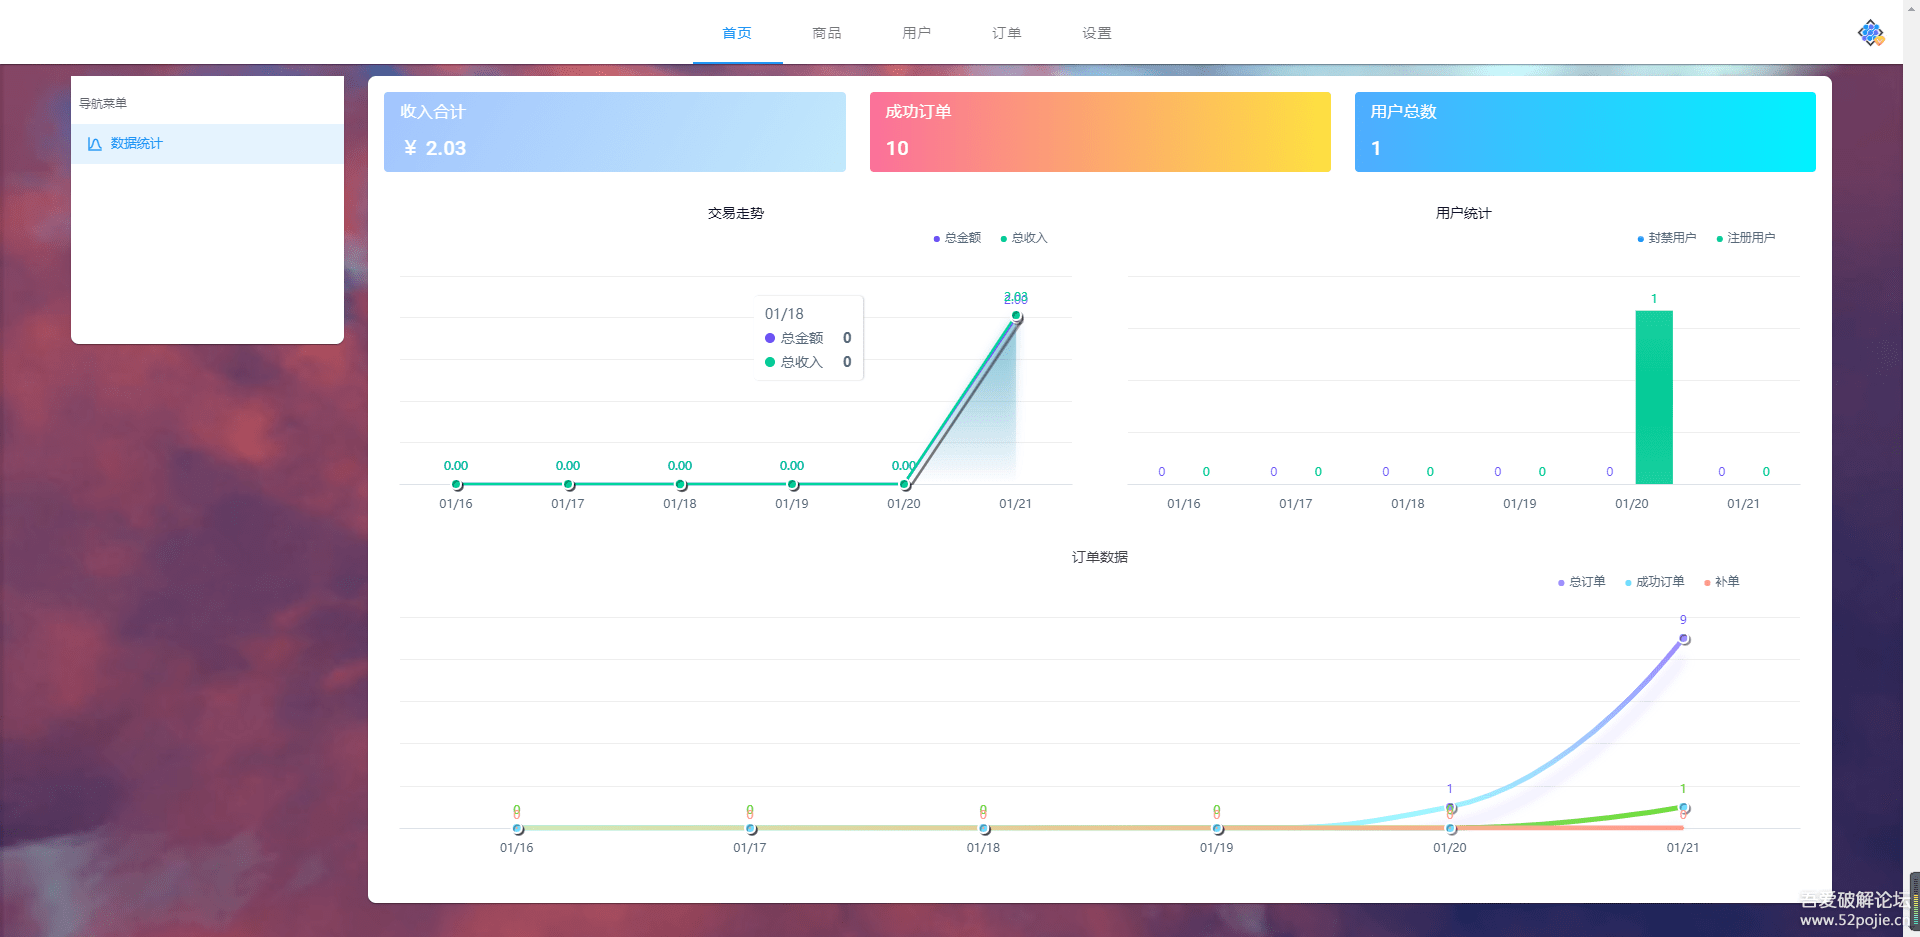 首页 商品 用户 订单 设置
导航菜单
数据统计
收入合计
¥ 2.03
成功订单
10
用户总数
1
交易走势
总金额 总收入
2.03
2.00
01/18
总金额 0
总收入 0
0.00 0.00 0.00 0.00 0.00
01/16 01/17 01/18 01/19 01/20 01/21
用户统计
封禁用户 注册用户
1
0 0 0 0 0 0 0 0 0 0 0
01/16 01/17 01/18 01/19 01/20 01/21
订单数据
总订单 成功订单 补单
9
1 1
0 0 0 0 0 0
0 0 0 0
01/16 01/17 01/18 01/19 01/20 01/21
吾爱破解论坛
www.52pojie.c